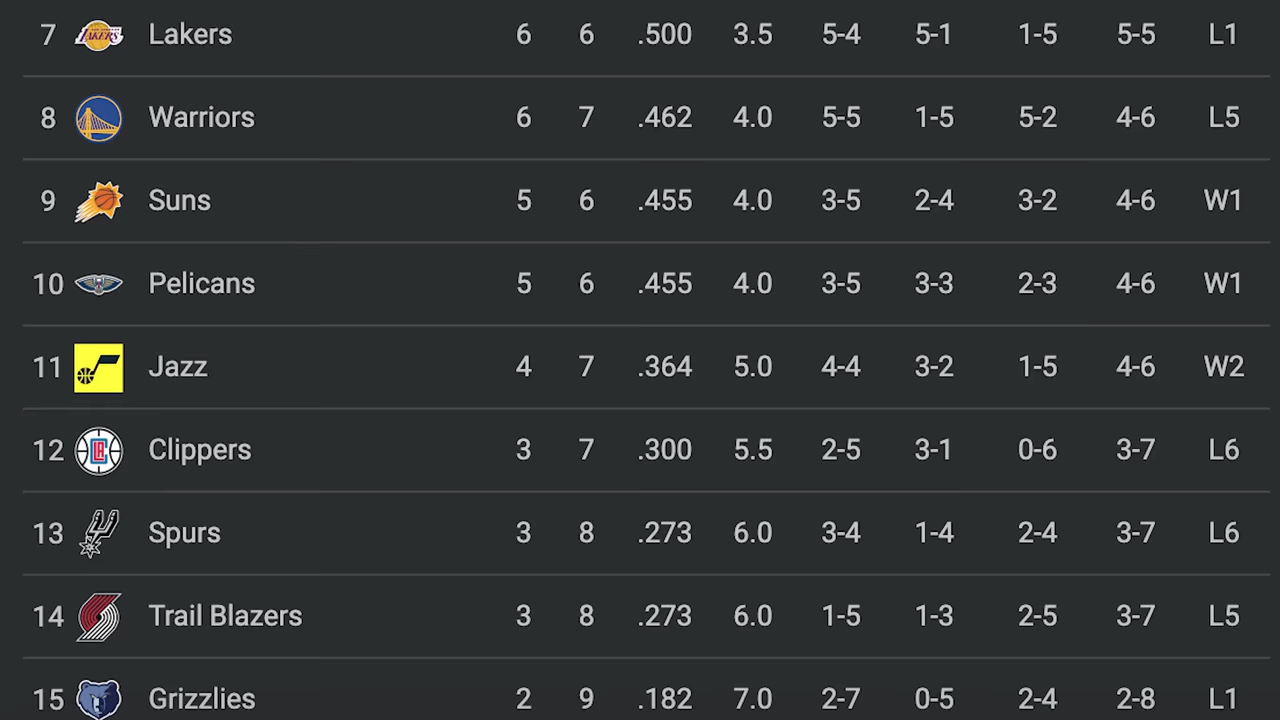 7 LAKERS Lakers 6 6 .500 3.5 5-4 5-1 1-5 5-5 L1
8 Warriors 6 7 .462 4.0 5-5 1-5 5-2 4-6 L5
9 Suns 5 6 .455 4.0 3-5 2-4 3-2 4-6 W1
10 Pelicans 5 6 .455 4.0 3-5 3-3 2-3 4-6 W1
11 Jazz 4 7 .364 5.0 4-4 3-2 1-5 4-6 W2
12 LA Clippers 3 7 .300 5.5 2-5 3-1 0-6 3-7 L6
13 Spurs 3 8 .273 6.0 3-4 1-4 2-4 3-7 L6
14 Trail Blazers 3 8 .273 6.0 1-5 1-3 2-5 3-7 L5
15 Grizzlies 2 9 .182 7.0 2-7 0-5 2-4 2-8 L1